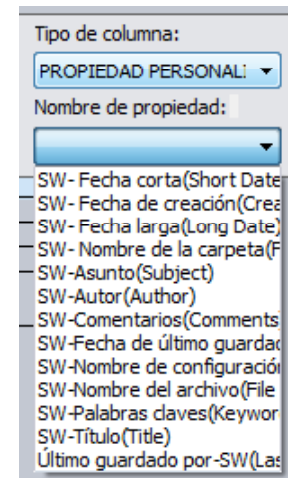 Tipo de columna:
PROPIEDAD PERSONALI
Nombre de propiedad:
SW- Fecha corta(Short Date
SW- Fecha de creación(Crea
SW- Fecha larga(Long Date)
SW- Nombre de la carpeta(F
SW-Asunto(Subject)
SW-Autor(Author)
SW-Comentarios(Comments
SW-Fecha de último guardad
SW-Nombre de configuración
SW-Nombre del archivo(File
SW-Palabras claves(Keywor
SW-Título(Title)
Último guardado por-SW(Las